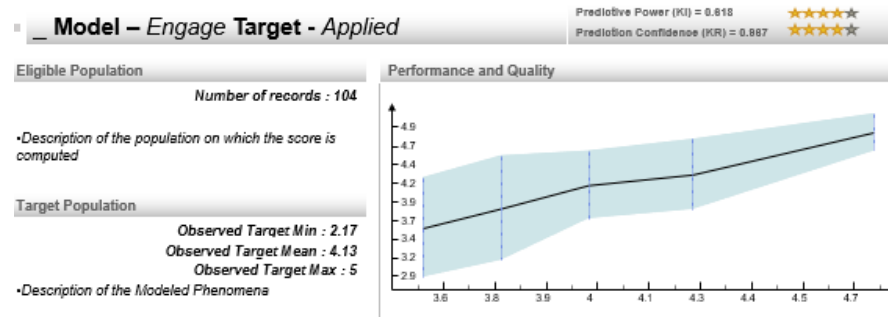 _ Model – Engage Target - Applied
Predictive Power (KI) = 0.618
Prediction Confidence (KR) = 0.887
Eligible Population
Number of records : 104
•Description of the population on which the score is
computed
Target Population
Observed Target Min : 2.17
Observed Target Mean : 4.13
Observed Target Max : 5
•Description of the Modeled Phenomena
Performance and Quality
4.9
4.7
4.4
4.2
3.9
3.7
3.4
3.2
2.9
3.6 3.8 3.9 4 4.1 4.3 4.4 4.5 4.7